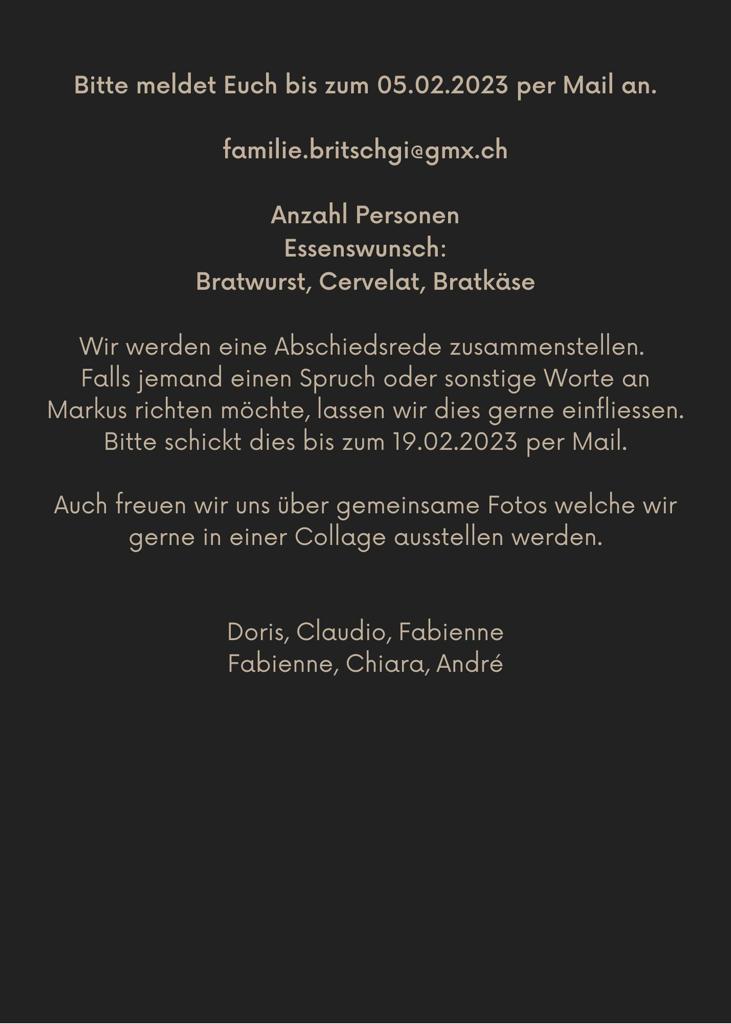 Bitte meldet Euch bis zum 05.02.2023 per Mail an.
familie.britschgi@gmx.ch
Anzahl Personen
Essenswunsch:
Bratwurst, Cervelat, Bratkäse
Wir werden eine Abschiedsrede zusammenstellen.
Falls jemand einen Spruch oder sonstige Worte an
Markus richten möchte, lassen wir dies gerne einfliessen.
Bitte schickt dies bis zum 19.02.2023 per Mail.
Auch freuen wir uns über gemeinsame Fotos welche wir
gerne in einer Collage ausstellen werden.
Doris, Claudio, Fabienne
Fabienne, Chiara, André